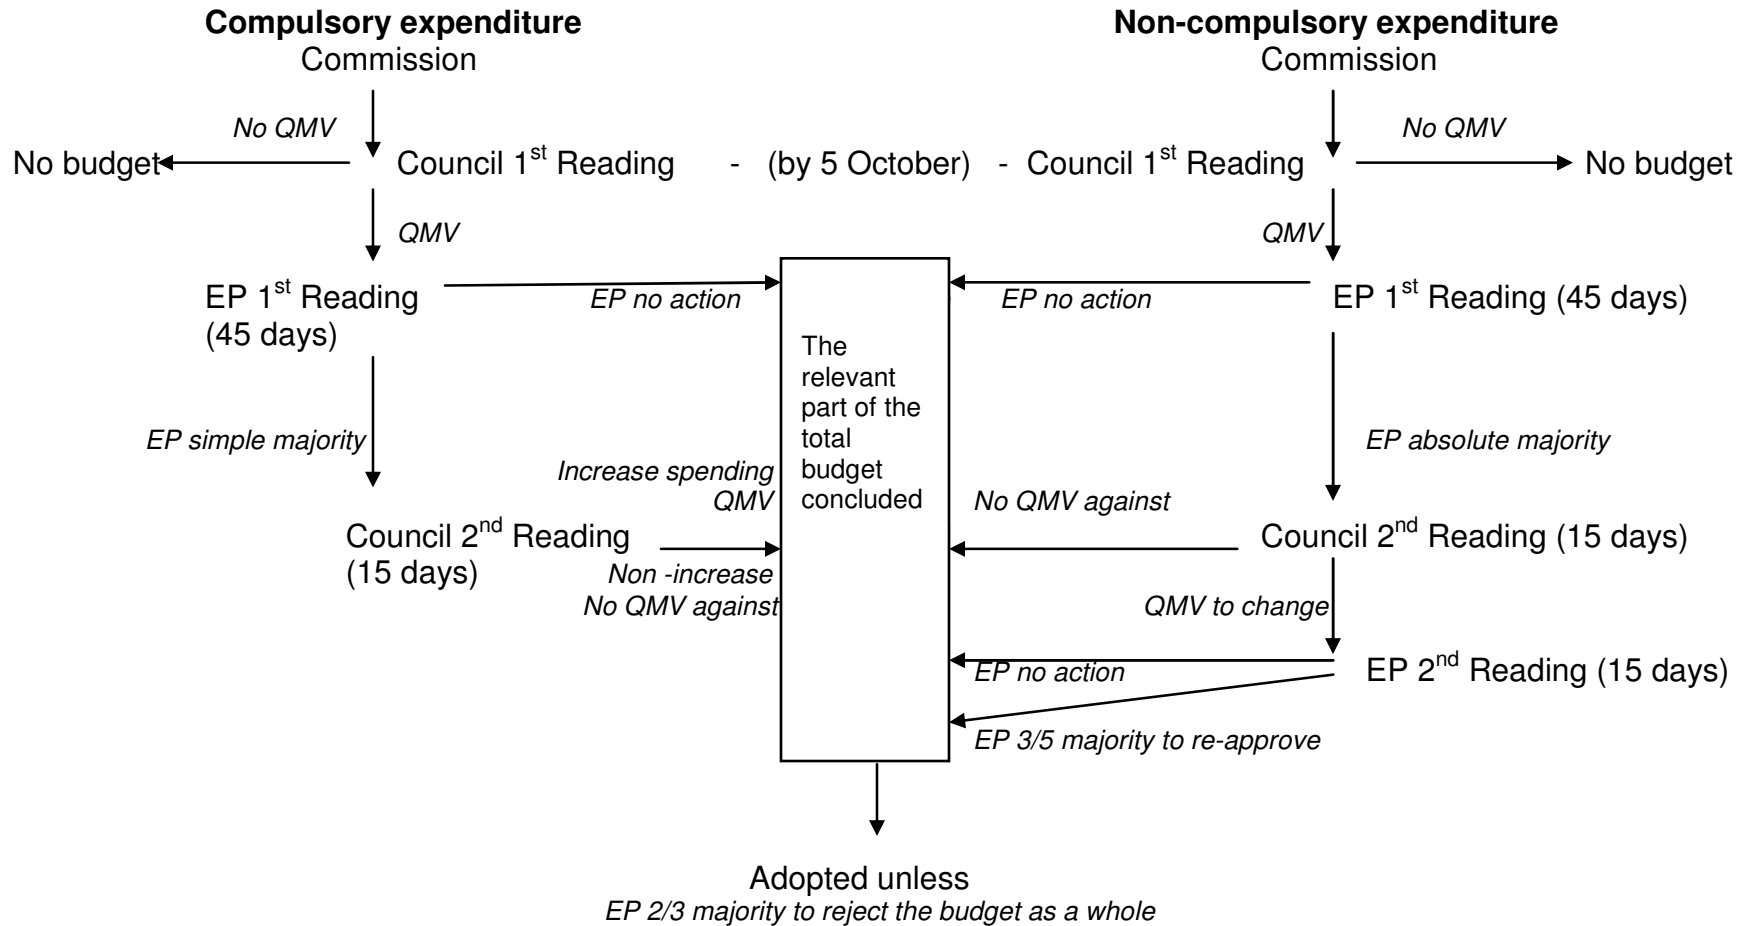 Compulsory expenditure
Non-compulsory expenditure
Commission
Commission
No QMV
No QMV
No budget
Council 1st Reading - (by 5 October) - Council 1st Reading
No budget
QMV
QMV
EP 1st Reading
(45 days)
EP no action
EP no action
EP 1st Reading (45 days)
The
relevant
part of the
total
budget
concluded
EP simple majority
EP absolute majority
Increase spending
QMV
No QMV against
Council 2nd Reading
(15 days)
Council 2nd Reading (15 days)
Non -increase
No QMV against
QMV to change
EP no action
EP 2nd Reading (15 days)
EP 3/5 majority to re-approve
Adopted unless
EP 2/3 majority to reject the budget as a whole